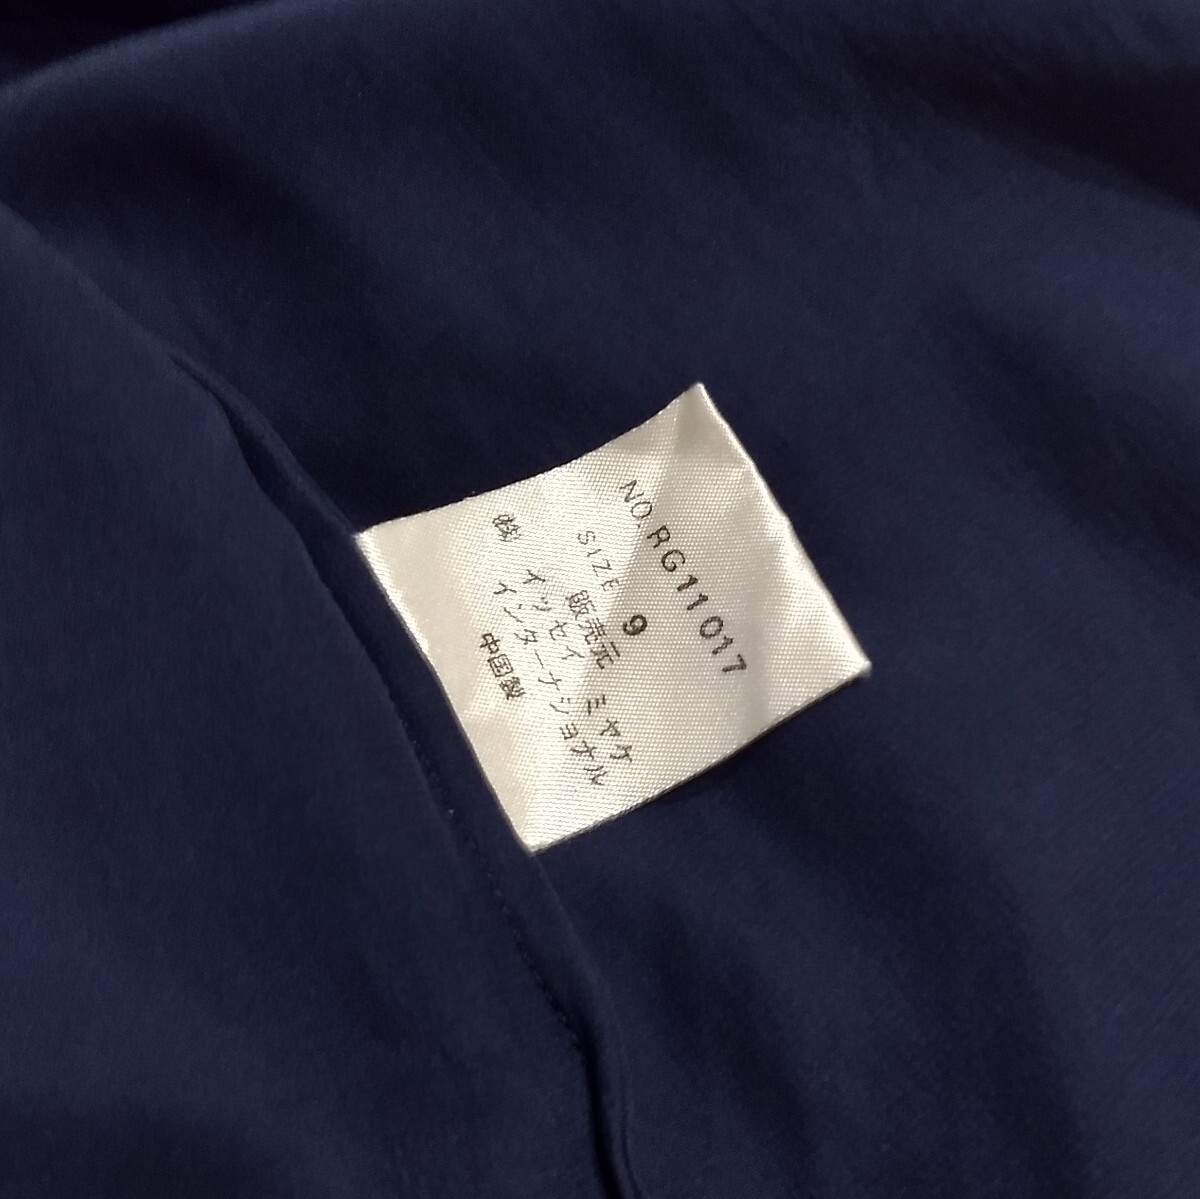 NO.RG11017
SIZE 9
販売元
㈱ イッセイ ミヤケ
インターナショナル
中国製